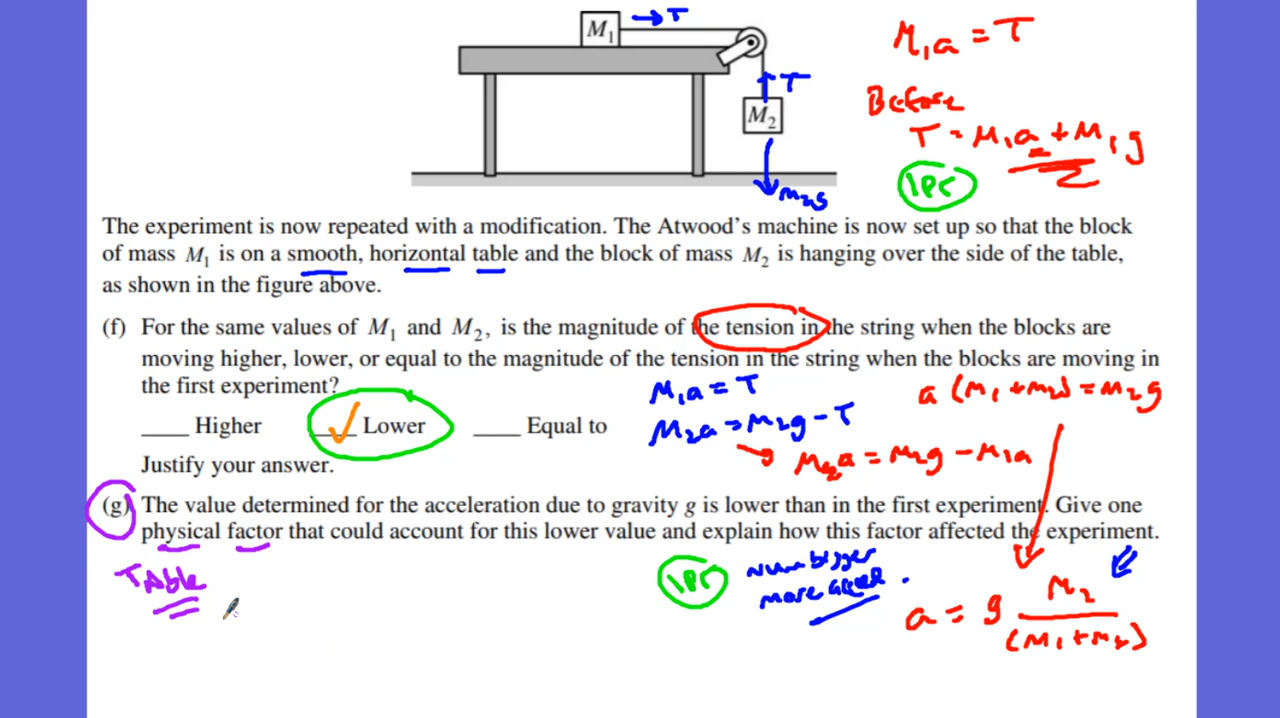 M₁
→ T
M₁a = T
↑ T
Before
M₂
T = M₁a + M₁g
1pt
M₂g
The experiment is now repeated with a modification. The Atwood's machine is now set up so that the block
of mass M₁ is on a smooth, horizontal table and the block of mass M₂ is hanging over the side of the table,
as shown in the figure above.
(f) For the same values of M₁ and M₂, is the magnitude of the tension in the string when the blocks are
moving higher, lower, or equal to the magnitude of the tension in the string when the blocks are moving in
the first experiment?
M₁a = T
a (M₁ + M₂) = M₂g
____ Higher ____ Lower ____ Equal to
M₂a = M₂g - T
Justify your answer.
→ M₂a = M₂g - M₁a
(g) The value determined for the acceleration due to gravity g is lower than in the first experiment. Give one
physical factor that could account for this lower value and explain how this factor affected the experiment.
TAble
1pt
Num bigger
more accel.
a = g M₂
(M₁ + M₂)